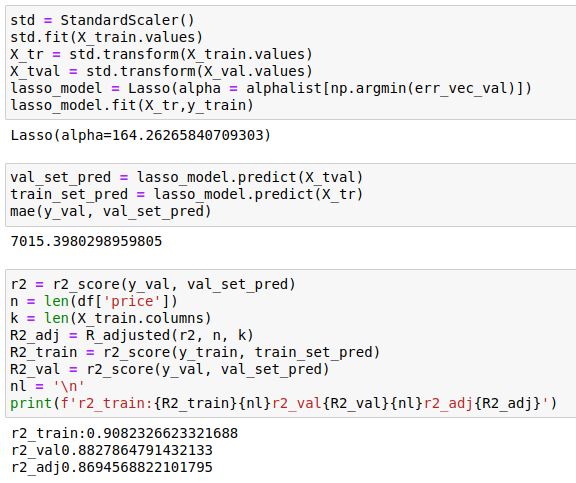 std = StandardScaler()
std.fit(X_train.values)
X_tr = std.transform(X_train.values)
X_tval = std.transform(X_val.values)
lasso_model = Lasso(alpha = alphalist[np.argmin(err_vec_val)])
lasso_model.fit(X_tr,y_train)
Lasso(alpha=164.26265840709303)
val_set_pred = lasso_model.predict(X_tval)
train_set_pred = lasso_model.predict(X_tr)
mae(y_val, val_set_pred)
7015.3980298959805
r2 = r2_score(y_val, val_set_pred)
n = len(df['price'])
k = len(X_train.columns)
R2_adj = R_adjusted(r2, n, k)
R2_train = r2_score(y_train, train_set_pred)
R2_val = r2_score(y_val, val_set_pred)
nl = '\n'
print(f'r2_train:{R2_train}{nl}r2_val{R2_val}{nl}r2_adj{R2_adj}')
r2_train:0.9082326623321688
r2_val0.8827864791432133
r2_adj0.8694568822101795